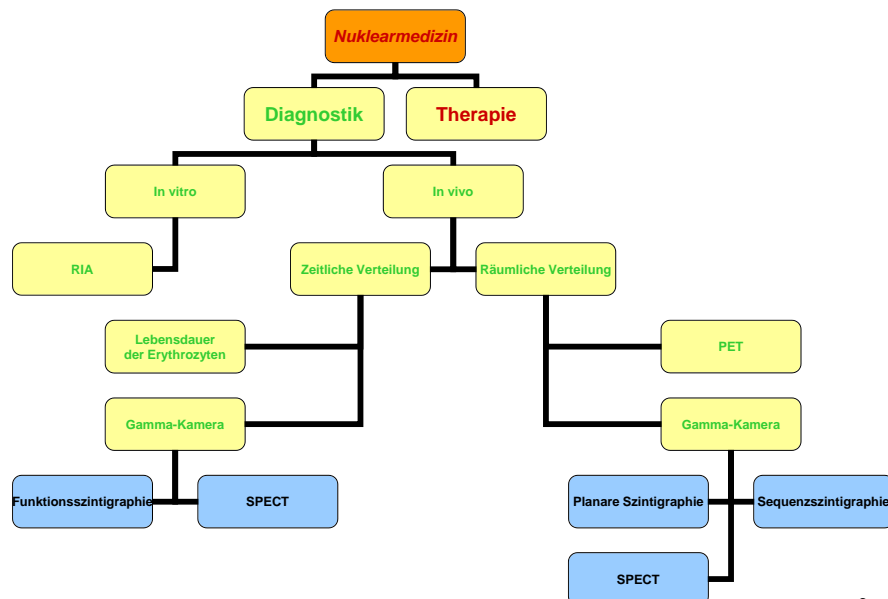 Nuklearmedizin
Diagnostik
Therapie
In vitro
In vivo
RIA
Zeitliche Verteilung
Räumliche Verteilung
Lebensdauer
der Erythrozyten
PET
Gamma-Kamera
Gamma-Kamera
Funktionsszintigraphie
SPECT
Planare Szintigraphie
Sequenzszintigraphie
SPECT